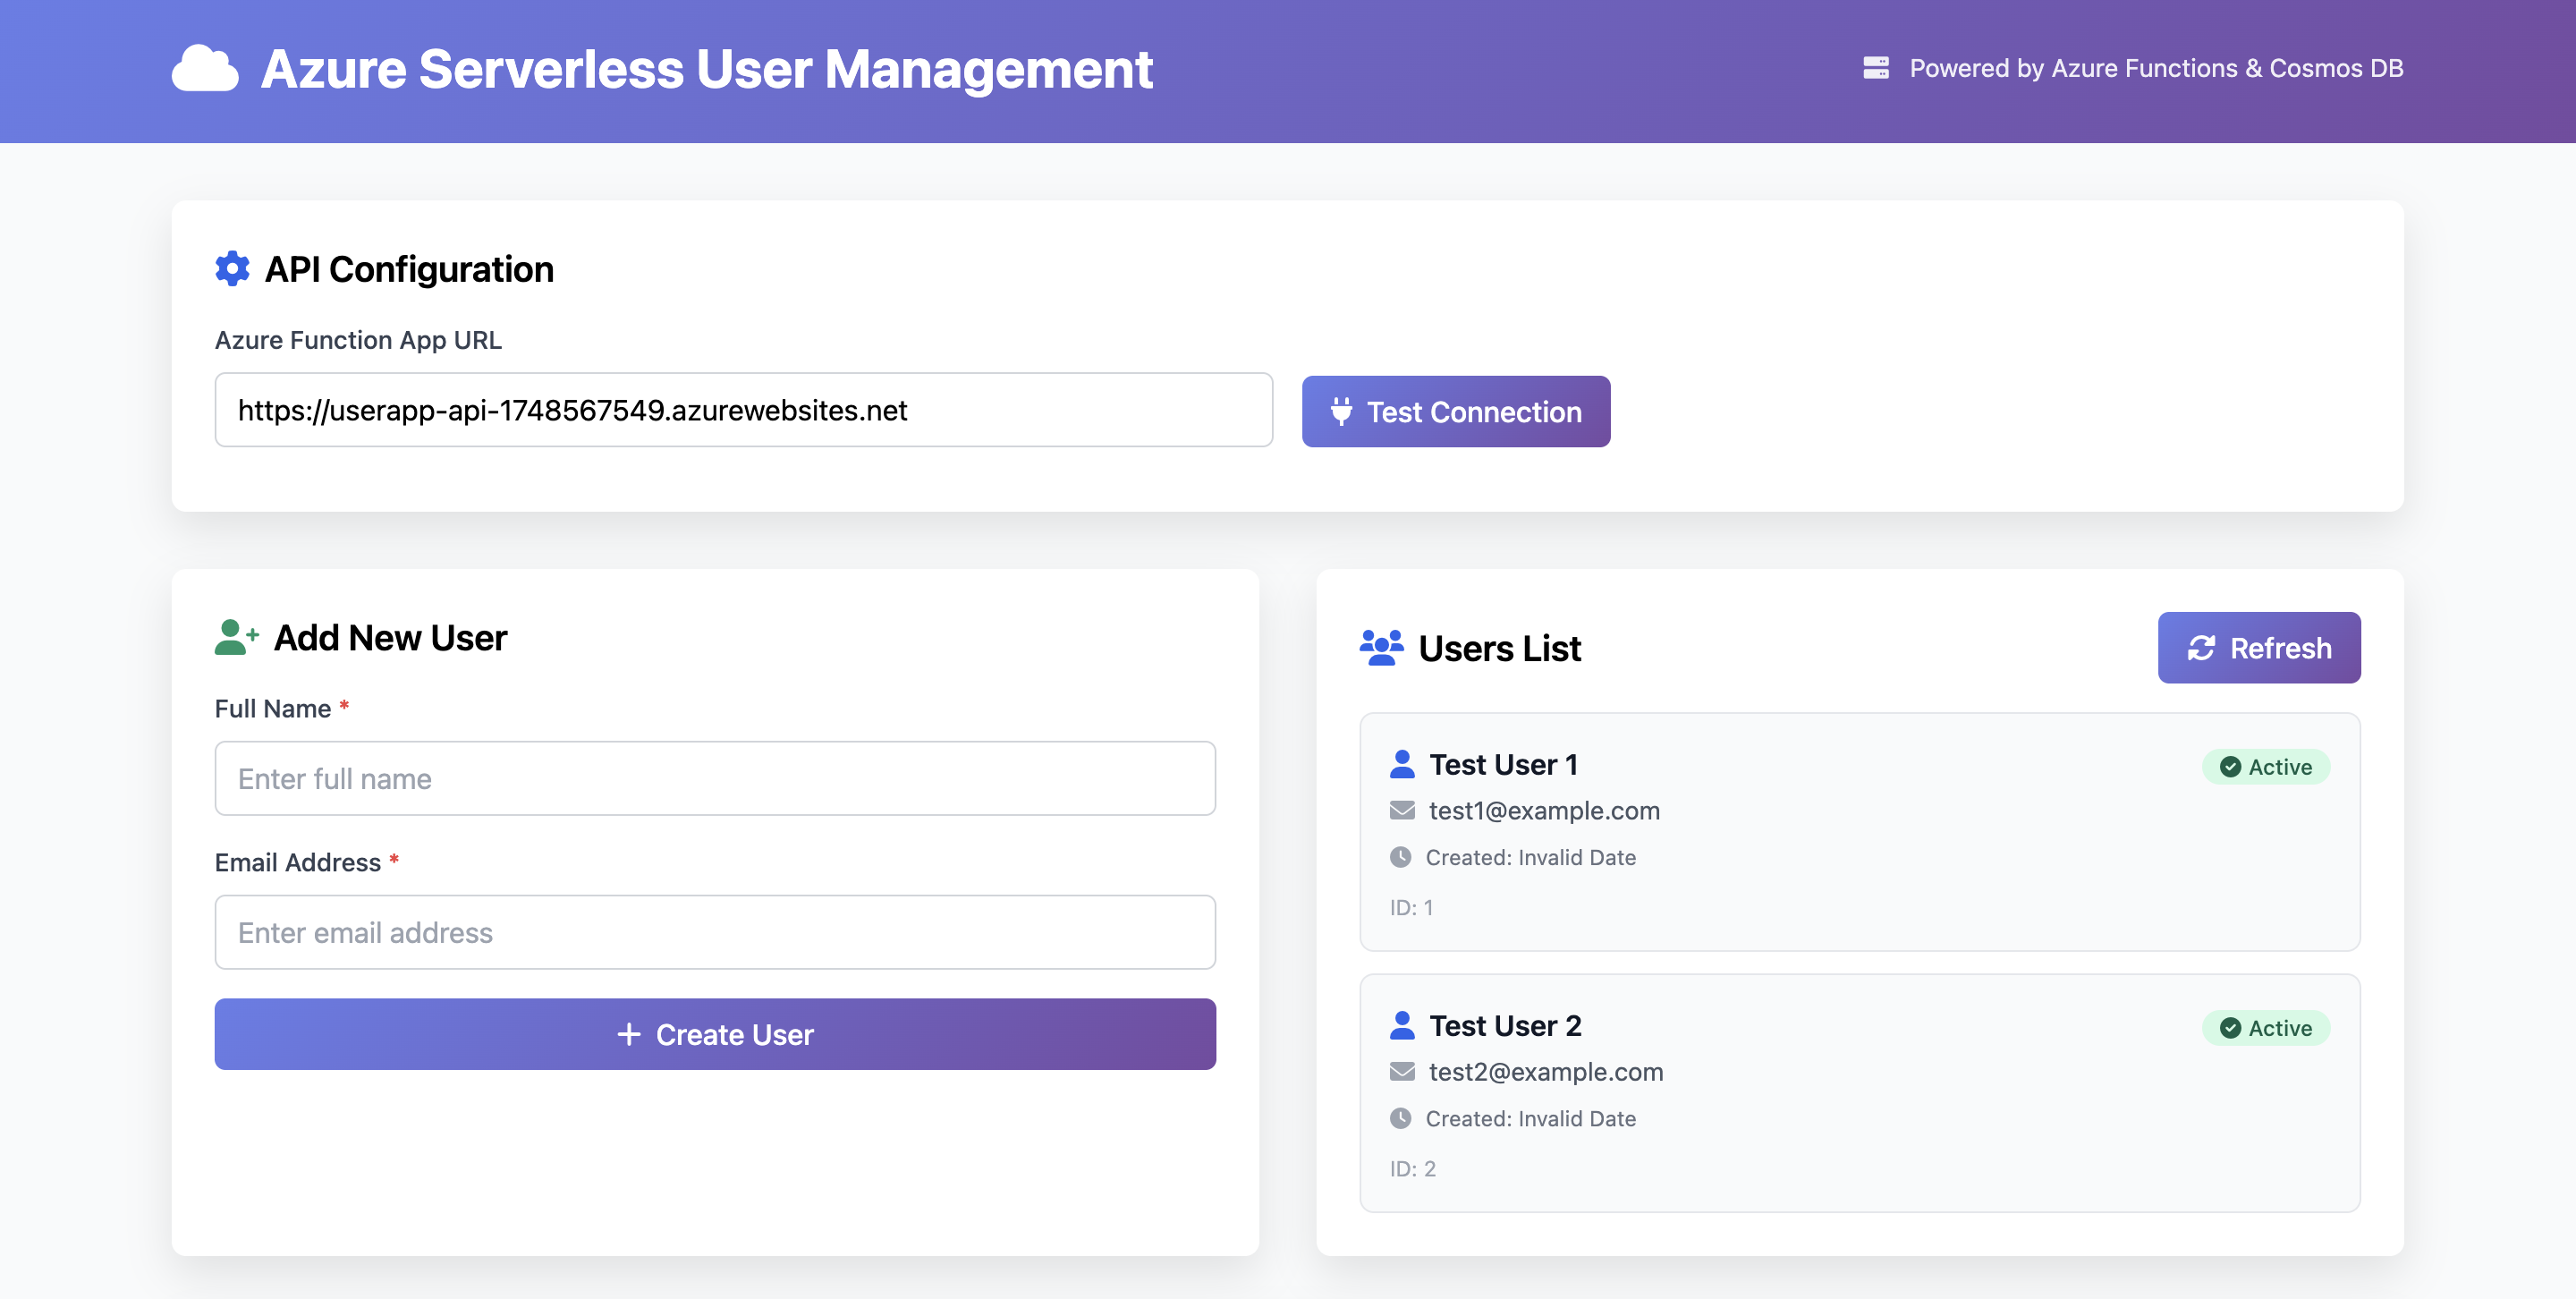 Azure Serverless User Management
Powered by Azure Functions & Cosmos DB
API Configuration
Azure Function App URL
https://userapp-api-1748567549.azurewebsites.net
Test Connection
Add New User
Full Name *
Enter full name
Email Address *
Enter email address
Create User
Users List
Refresh
Test User 1
Active
test1@example.com
Created: Invalid Date
ID: 1
Test User 2
Active
test2@example.com
Created: Invalid Date
ID: 2